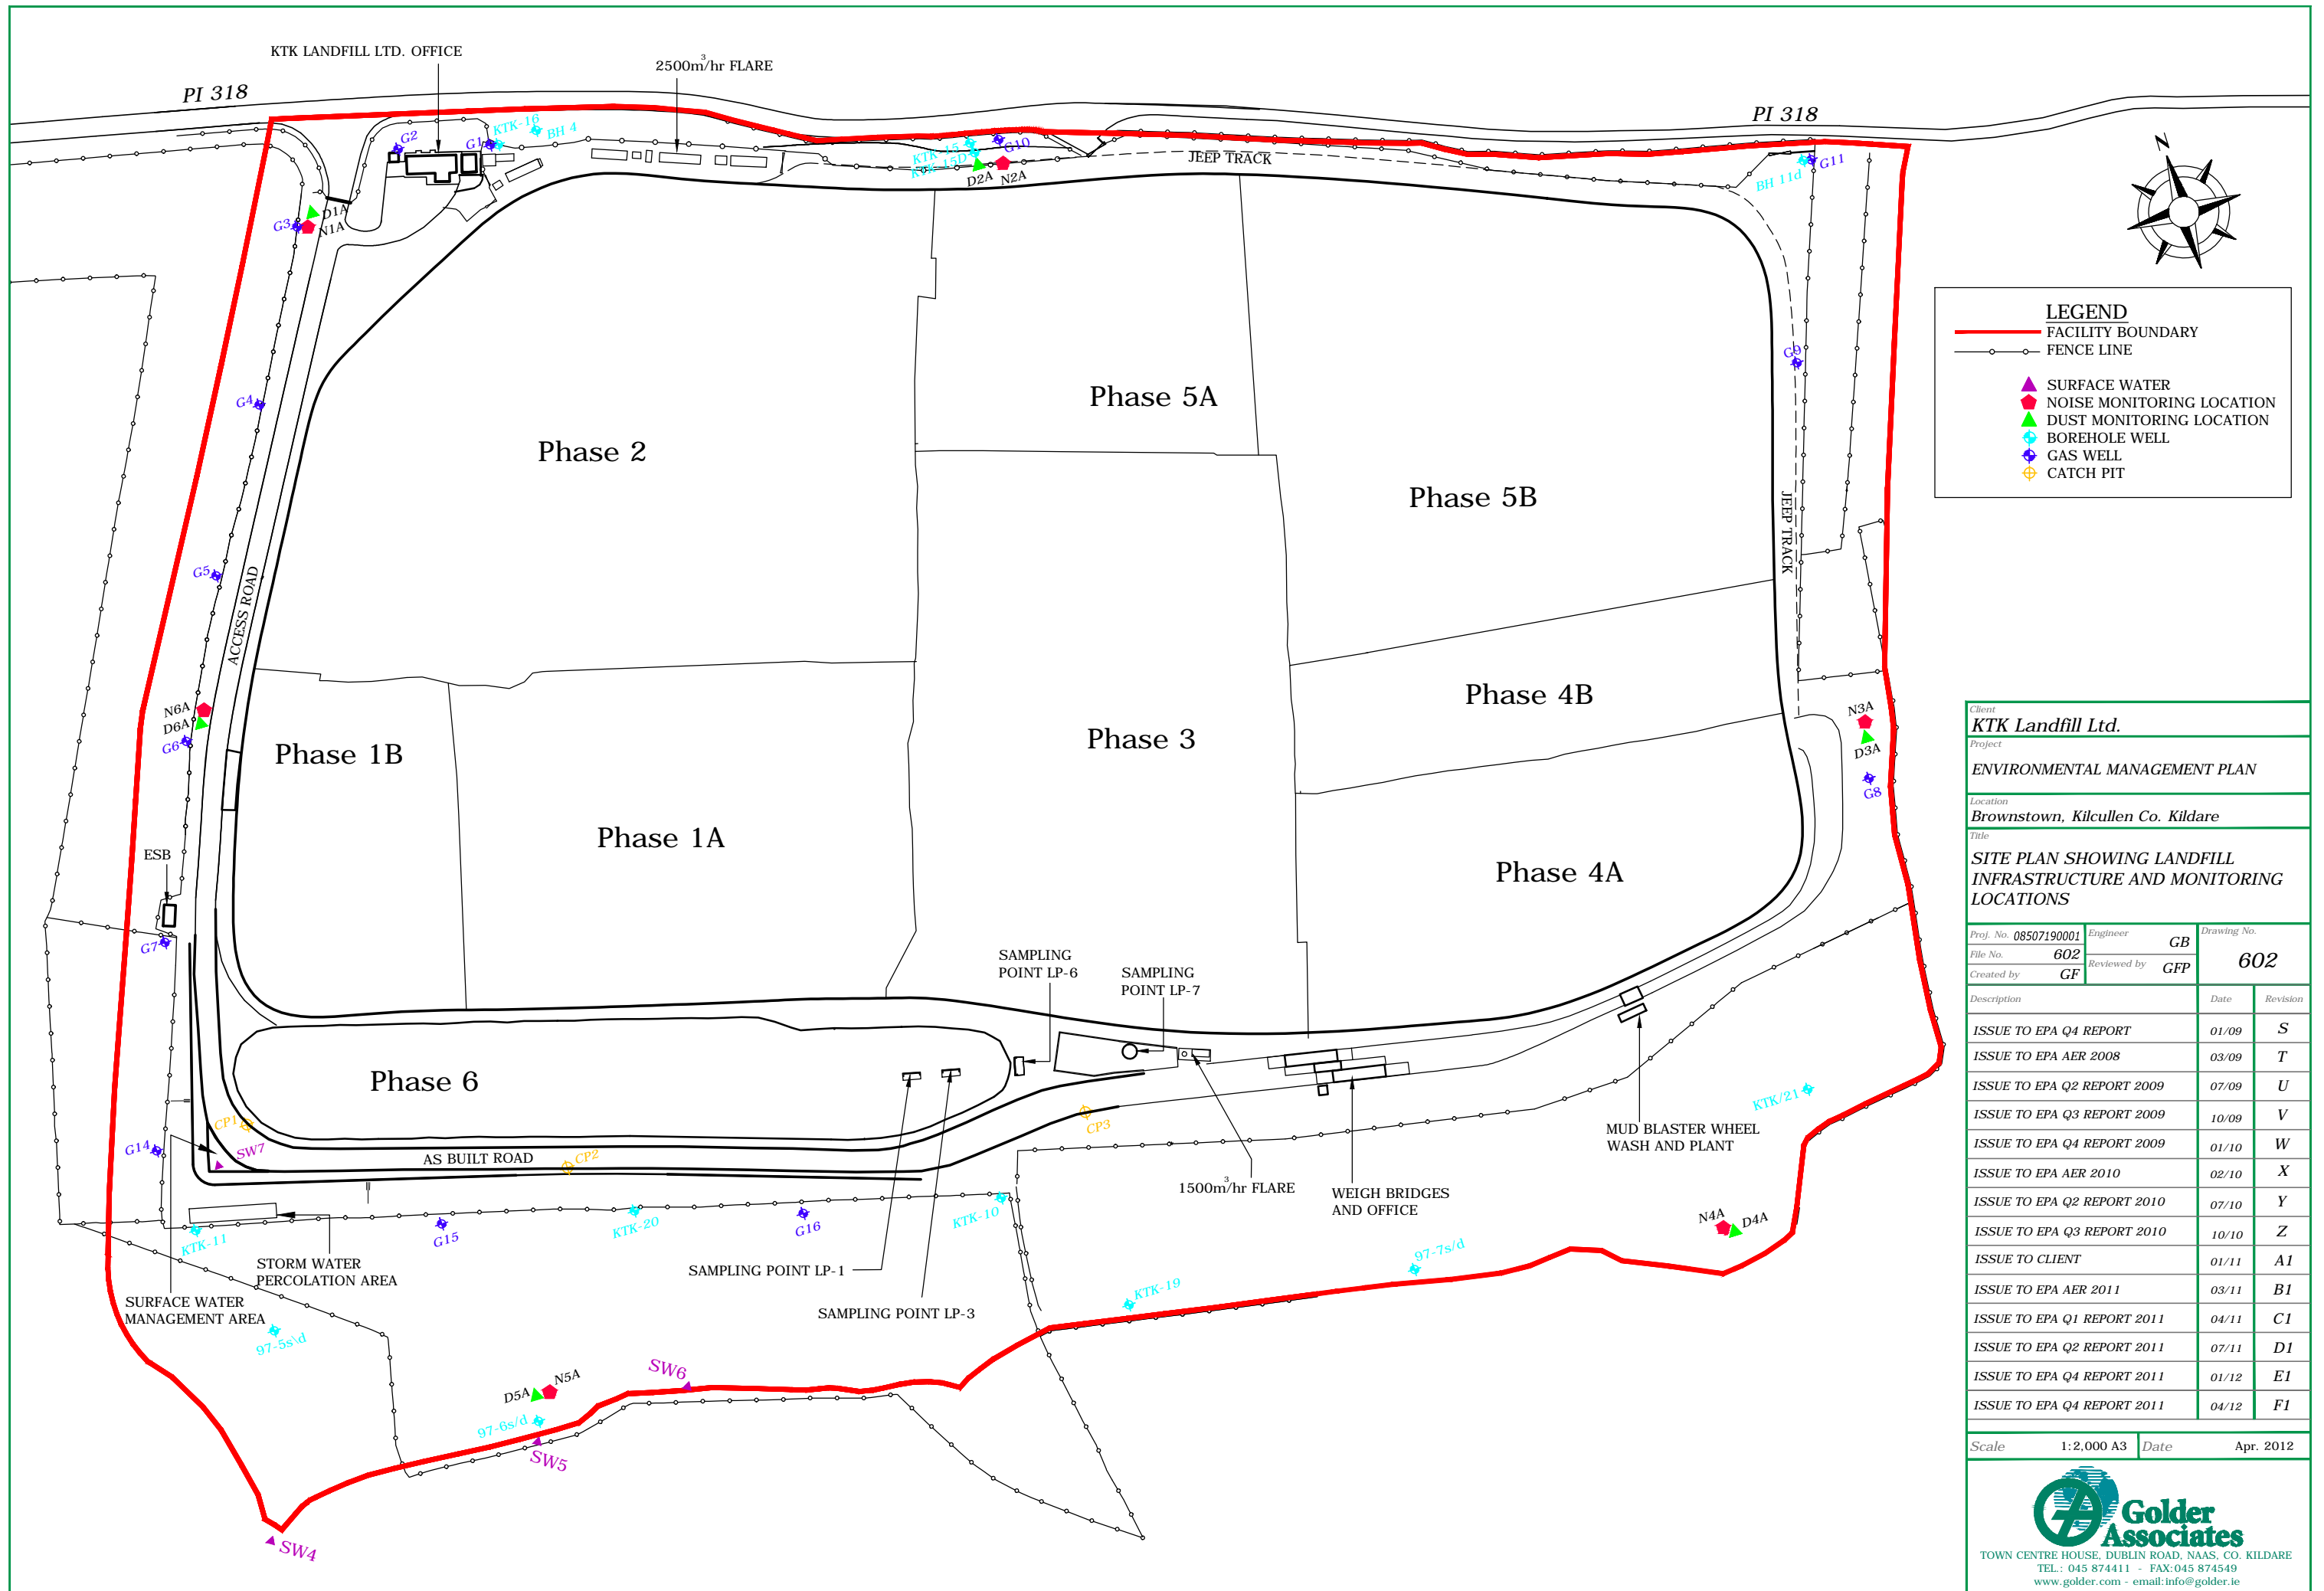 KTK LANDFILL LTD. OFFICE
2500m3/hr FLARE
PI 318
PI 318
N
G2
G1
KTK-16
BH 4
KTK-15
KTK-15D
G10
D2A
N2A
JEEP TRACK
BH 11d
G11
D1A
G3
N1A
LEGEND
FACILITY BOUNDARY
FENCE LINE
SURFACE WATER
NOISE MONITORING LOCATION
DUST MONITORING LOCATION
BOREHOLE WELL
GAS WELL
CATCH PIT
G9
G4
Phase 5A
Phase 2
Phase 5B
JEEP TRACK
G5
ACCESS ROAD
N6A
D6A
G6
Phase 4B
N3A
D3A
G8
Phase 1B
Phase 3
Phase 1A
Phase 4A
ESB
G7
SAMPLING
POINT LP-6
SAMPLING
POINT LP-7
Phase 6
CP1
SW7
G14
AS BUILT ROAD
CP2
CP3
KTK/21
MUD BLASTER WHEEL
WASH AND PLANT
1500m3/hr FLARE
WEIGH BRIDGES
AND OFFICE
N4A
D4A
KTK-11
G15
KTK-20
G16
KTK-10
97-7s/d
KTK-19
STORM WATER
PERCOLATION AREA
SAMPLING POINT LP-1
SAMPLING POINT LP-3
SURFACE WATER
MANAGEMENT AREA
97-5s\d
SW6
D5A
N5A
97-6s/d
SW5
SW4
Client
KTK Landfill Ltd.
Project
ENVIRONMENTAL MANAGEMENT PLAN
Location
Brownstown, Kilcullen Co. Kildare
Title
SITE PLAN SHOWING LANDFILL
INFRASTRUCTURE AND MONITORING
LOCATIONS
Proj. No. 08507190001 Engineer GB Drawing No.
File No. 602 Reviewed by GFP 602
Created by GF
Description Date Revision
ISSUE TO EPA Q4 REPORT 01/09 S
ISSUE TO EPA AER 2008 03/09 T
ISSUE TO EPA Q2 REPORT 2009 07/09 U
ISSUE TO EPA Q3 REPORT 2009 10/09 V
ISSUE TO EPA Q4 REPORT 2009 01/10 W
ISSUE TO EPA AER 2010 02/10 X
ISSUE TO EPA Q2 REPORT 2010 07/10 Y
ISSUE TO EPA Q3 REPORT 2010 10/10 Z
ISSUE TO CLIENT 01/11 A1
ISSUE TO EPA AER 2011 03/11 B1
ISSUE TO EPA Q1 REPORT 2011 04/11 C1
ISSUE TO EPA Q2 REPORT 2011 07/11 D1
ISSUE TO EPA Q4 REPORT 2011 01/12 E1
ISSUE TO EPA Q4 REPORT 2011 04/12 F1
Scale 1:2,000 A3 Date Apr. 2012
Golder
Associates
TOWN CENTRE HOUSE, DUBLIN ROAD, NAAS, CO. KILDARE
TEL.: 045 874411 - FAX:045 874549
www.golder.com - email:info@golder.ie